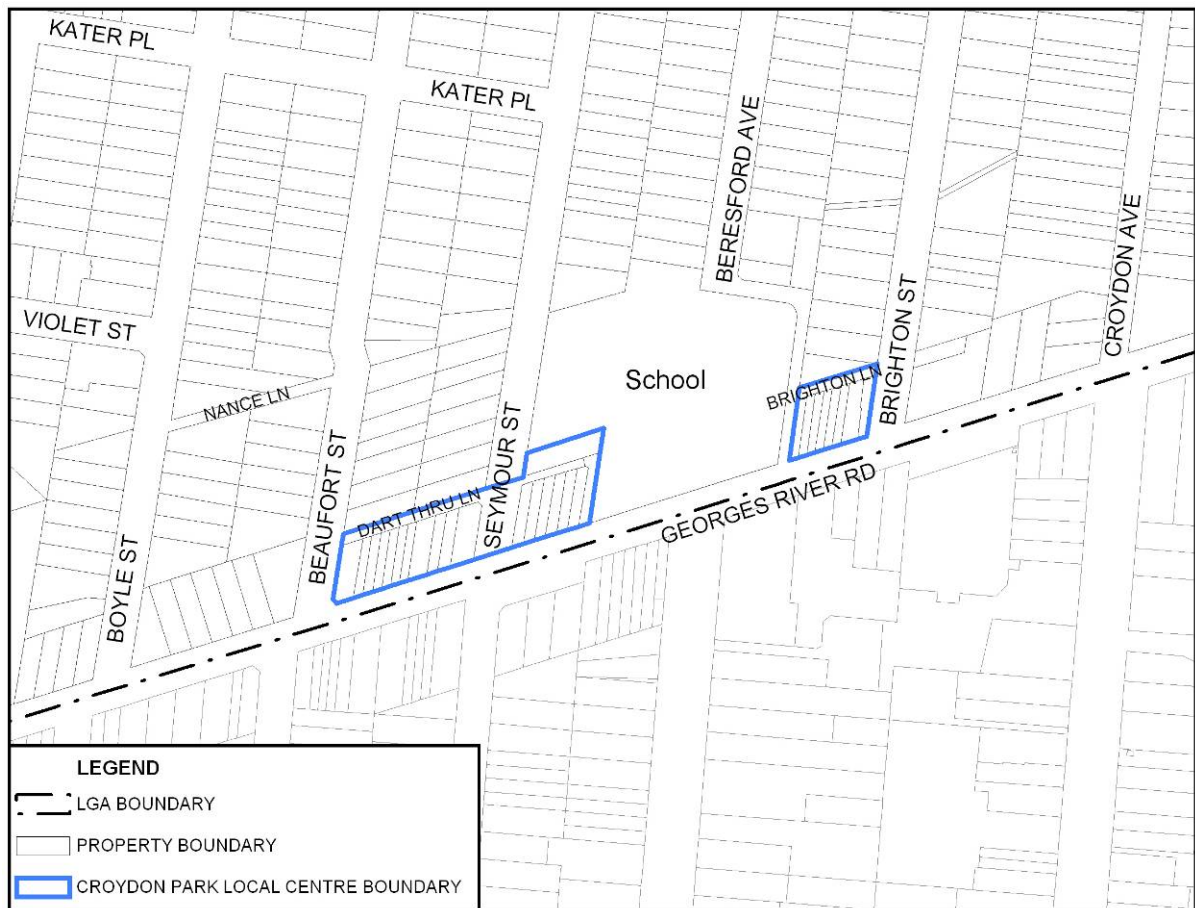 KATER PL
KATER PL
BERESFORD AVE
CROYDON AVE
VIOLET ST
BRIGHTON ST
School
BRIGHTON LN
NANCE LN
SEYMOUR ST
BEAUFORT ST
DART THRU LN
GEORGES RIVER RD
BOYLE ST
LEGEND
LGA BOUNDARY
PROPERTY BOUNDARY
CROYDON PARK LOCAL CENTRE BOUNDARY